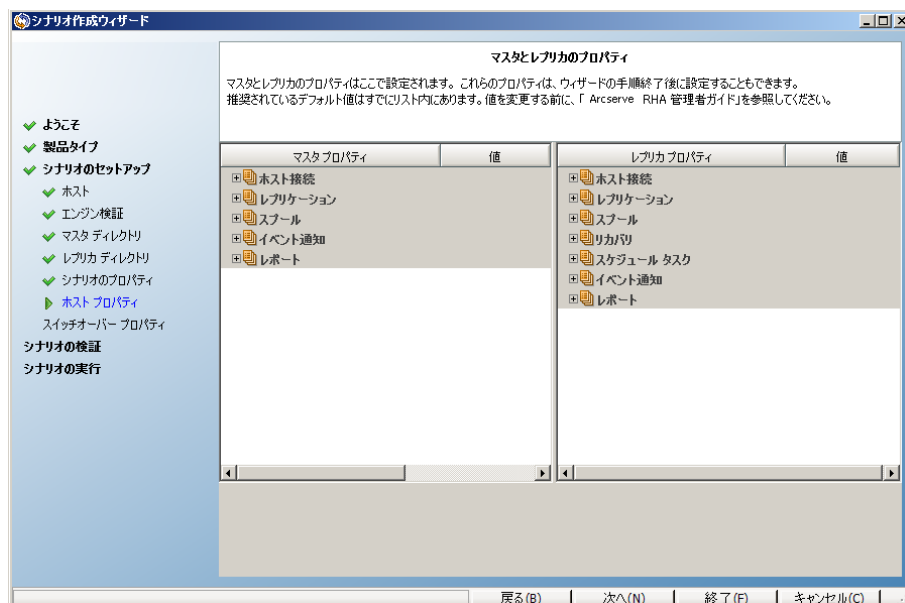 シナリオ作成ウィザード
マスタとレプリカのプロパティ
マスタとレプリカのプロパティはここで設定されます。これらのプロパティは、ウィザードの手順終了後に設定することもできます。
推奨されているデフォルト値はすでにリスト内にあります。値を変更する前に、「 Arcserve RHA 管理者ガイド」を参照してください。
ようこそ
製品タイプ
シナリオのセットアップ
ホスト
エンジン検証
マスタ ディレクトリ
レプリカ ディレクトリ
シナリオのプロパティ
ホスト プロパティ
スイッチオーバー プロパティ
シナリオの検証
シナリオの実行
マスタ プロパティ 値
ホスト接続
レプリケーション
スプール
イベント通知
レポート
レプリカ プロパティ 値
ホスト接続
レプリケーション
スプール
リカバリ
スケジュール タスク
イベント通知
レポート
戻る(B) 次へ(N) 終了(F) キャンセル(C)